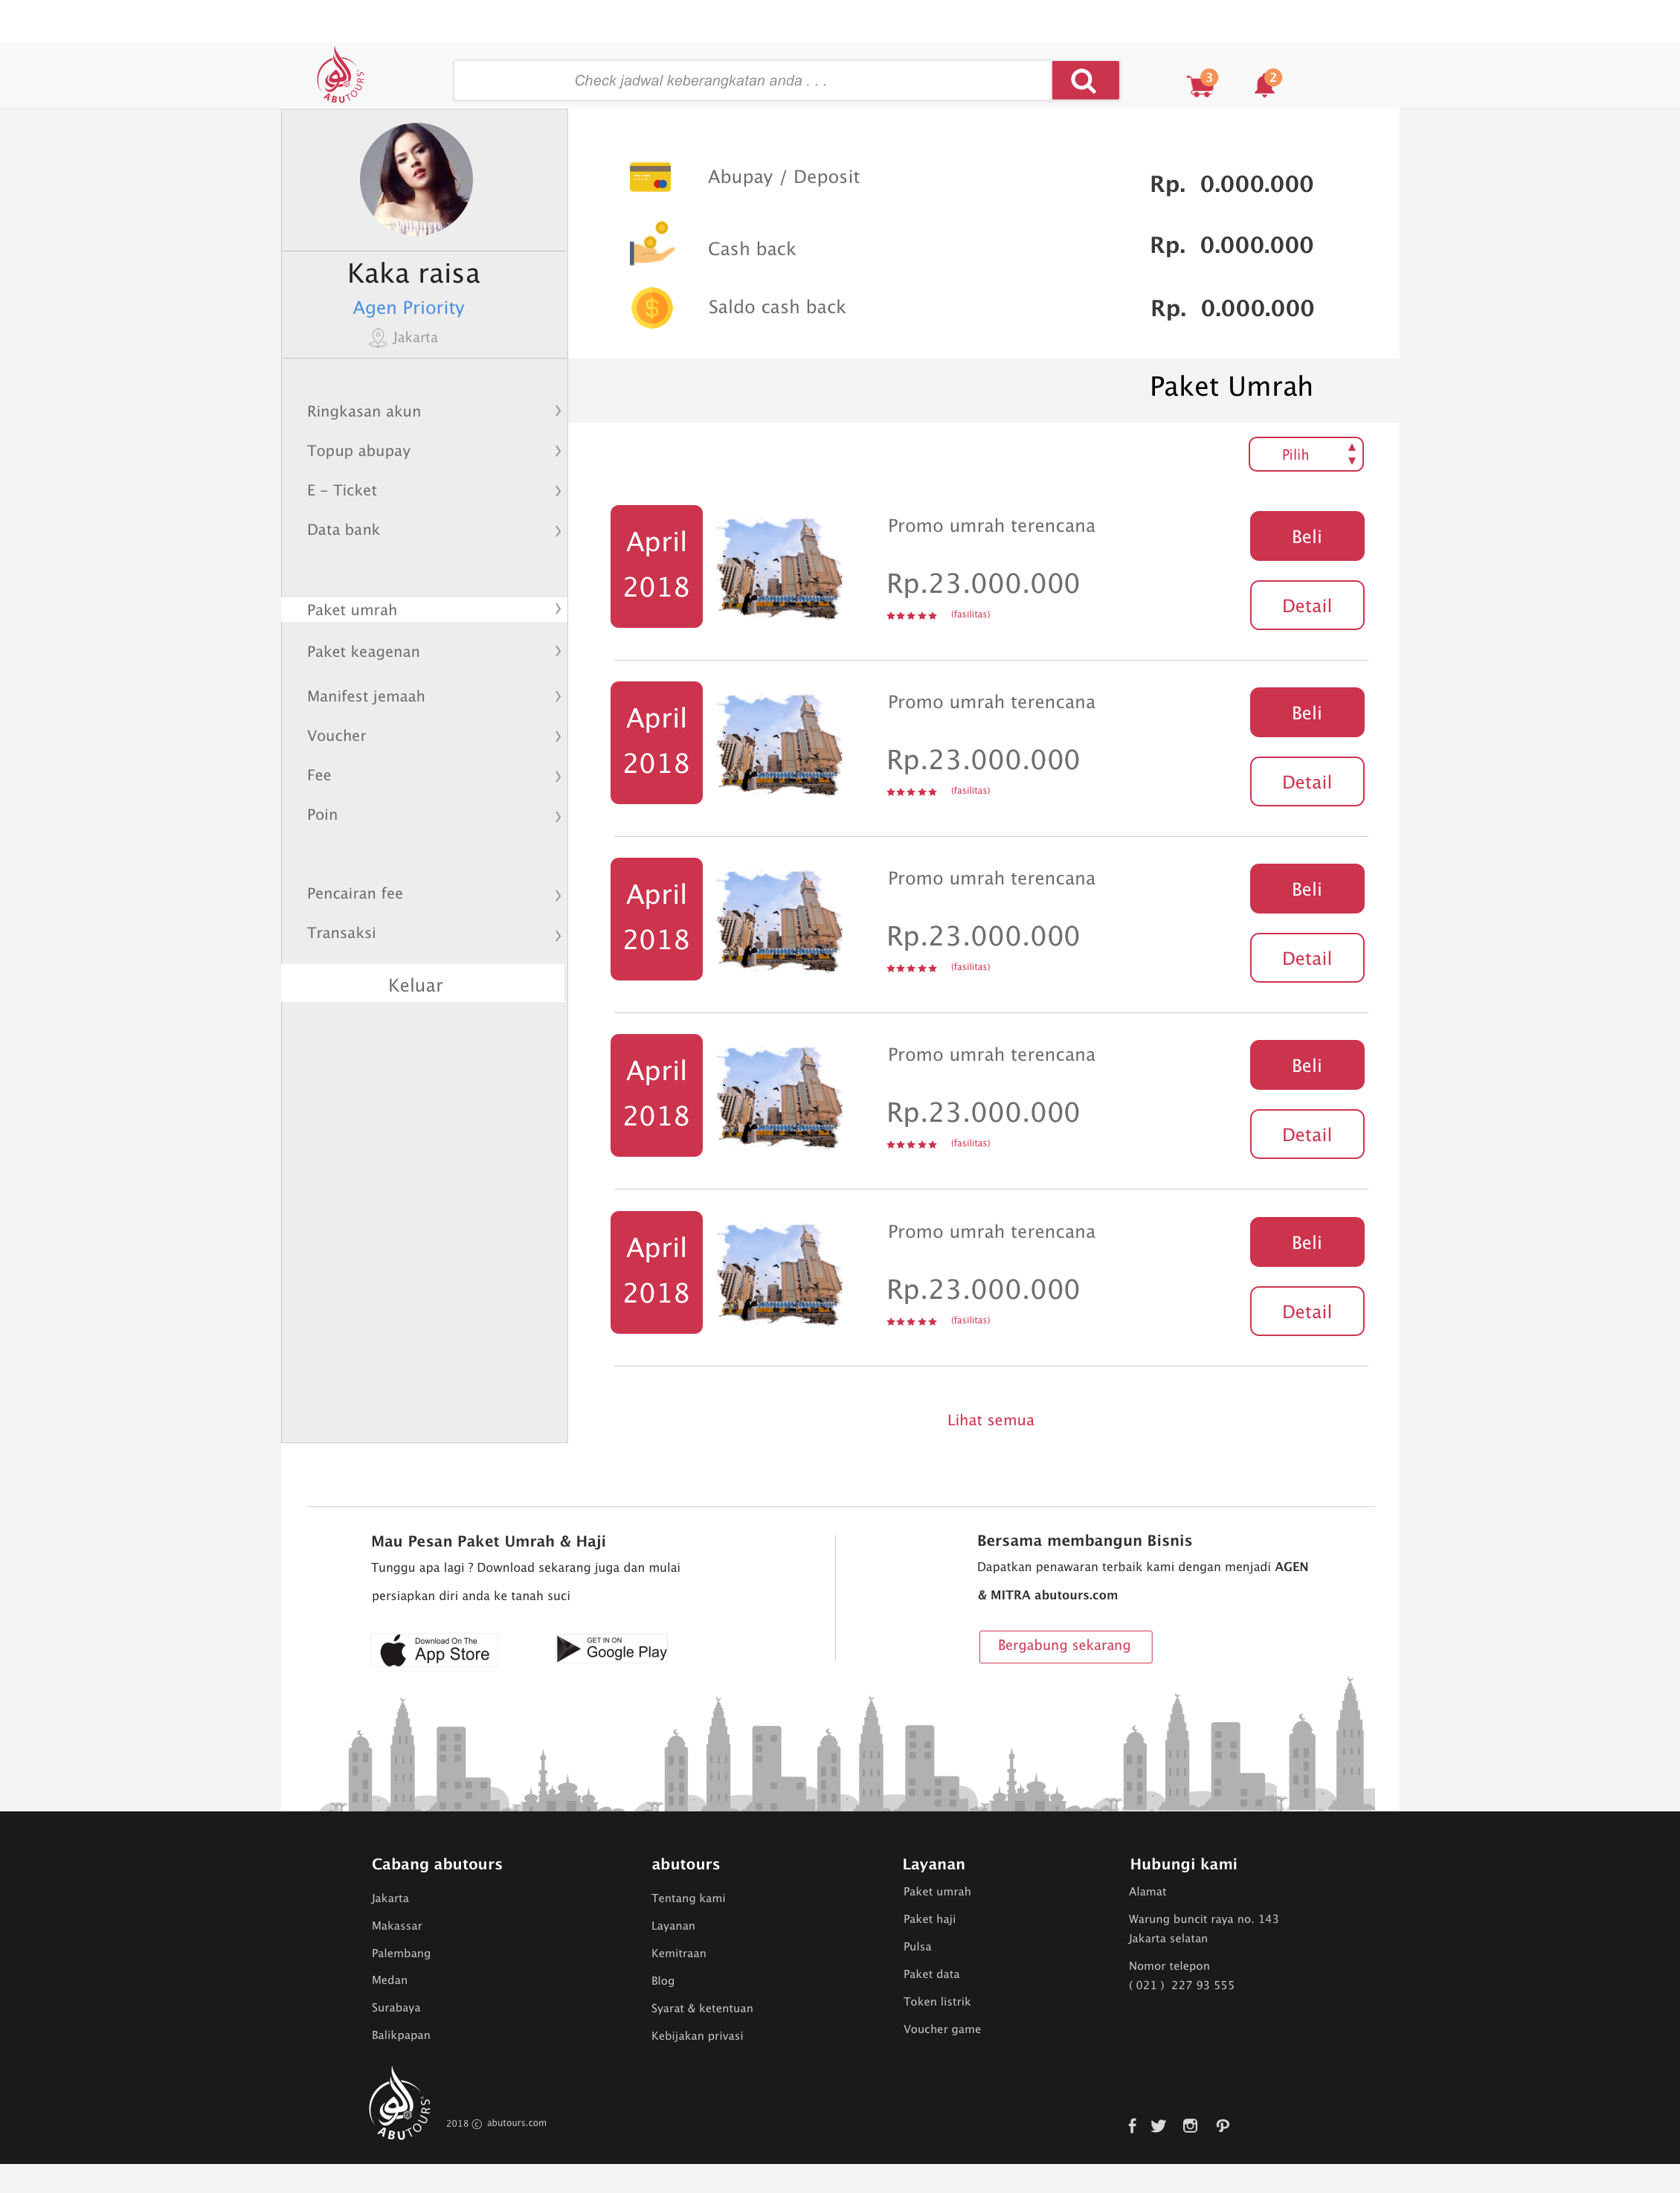 ABUTOURS
Check jadwal keberangkatan anda . . .
3
2
Kaka raisa
Agen Priority
Jakarta
Ringkasan akun
Topup abupay
E - Ticket
Data bank
Paket umrah
Paket keagenan
Manifest jemaah
Voucher
Fee
Poin
Pencairan fee
Transaksi
Keluar
Abupay / Deposit
Rp. 0.000.000
Cash back
Rp. 0.000.000
Saldo cash back
Rp. 0.000.000
Paket Umrah
Pilih
April
2018
Promo umrah terencana
Rp.23.000.000
(fasilitas)
Beli
Detail
April
2018
Promo umrah terencana
Rp.23.000.000
(fasilitas)
Beli
Detail
April
2018
Promo umrah terencana
Rp.23.000.000
(fasilitas)
Beli
Detail
April
2018
Promo umrah terencana
Rp.23.000.000
(fasilitas)
Beli
Detail
April
2018
Promo umrah terencana
Rp.23.000.000
(fasilitas)
Beli
Detail
Lihat semua
Mau Pesan Paket Umrah & Haji
Tunggu apa lagi ? Download sekarang juga dan mulai
persiapkan diri anda ke tanah suci
Download On The
App Store
GET IN ON
Google Play
Bersama membangun Bisnis
Dapatkan penawaran terbaik kami dengan menjadi AGEN
& MITRA abutours.com
Bergabung sekarang
Cabang abutours
Jakarta
Makassar
Palembang
Medan
Surabaya
Balikpapan
abutours
Tentang kami
Layanan
Kemitraan
Blog
Syarat & ketentuan
Kebijakan privasi
Layanan
Paket umrah
Paket haji
Pulsa
Paket data
Token listrik
Voucher game
Hubungi kami
Alamat
Warung buncit raya no. 143
Jakarta selatan
Nomor telepon
( 021 ) 227 93 555
ABUTOURS
2018 © abutours.com